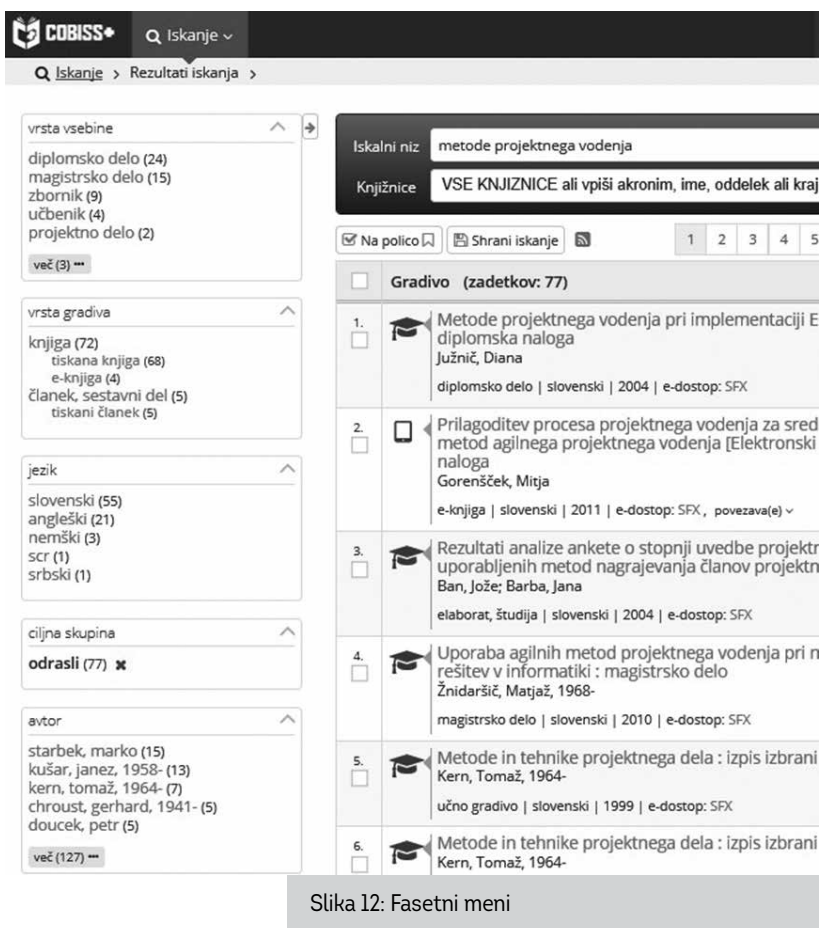 COBISS+ Iskanje
Iskanje > Rezultati iskanja >
vrsta vsebine
diplomsko delo (24)
magistrsko delo (15)
zbornik (9)
učbenik (4)
projektno delo (2)
več (3) •••
vrsta gradiva
knjiga (72)
tiskana knjiga (68)
e-knjiga (4)
članek, sestavni del (5)
tiskani članek (5)
jezik
slovenski (55)
angleški (21)
nemški (3)
scr (1)
srbski (1)
ciljna skupina
odrasli (77) ✖
avtor
starbek, marko (15)
kušar, janez, 1958- (13)
kern, tomaž, 1964- (7)
chroust, gerhard, 1941- (5)
doucek, petr (5)
več (127) •••
Iskalni niz metode projektnega vodenja
Knjižnice VSE KNJIZNICE ali vpiši akronim, ime, oddelek ali kraj
Na polico Shrani iskanje 1 2 3 4 5
Gradivo (zadetkov: 77)
1. Metode projektnega vodenja pri implementaciji E
diplomska naloga
Južnič, Diana
diplomsko delo | slovenski | 2004 | e-dostop: SFX
2. Prilagoditev procesa projektnega vodenja za sred
metod agilnega projektnega vodenja [Elektronski
naloga
Gorenšček, Mitja
e-knjiga | slovenski | 2011 | e-dostop: SFX , povezava(e)
3. Rezultati analize ankete o stopnji uvedbe projektn
uporabljenih metod nagrajevanja članov projektn
Ban, Jože; Barba, Jana
elaborat, študija | slovenski | 2004 | e-dostop: SFX
4. Uporaba agilnih metod projektnega vodenja pri n
rešitev v informatiki : magistrsko delo
Žnidaršič, Matjaž, 1968-
magistrsko delo | slovenski | 2010 | e-dostop: SFX
5. Metode in tehnike projektnega dela : izpis izbrani
Kern, Tomaž, 1964-
učno gradivo | slovenski | 1999 | e-dostop: SFX
6. Metode in tehnike projektnega dela : izpis izbrani
Kern, Tomaž, 1964-
Slika 12: Fasetni meni